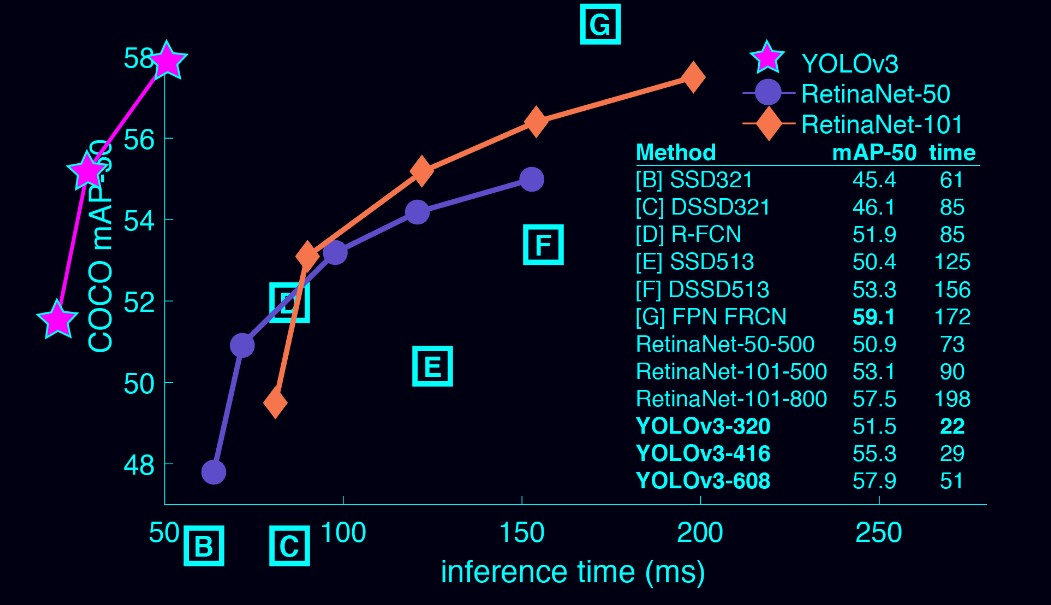 G
58
YOLOv3
RetinaNet-50
RetinaNet-101
56
COCO mAP-50
Method mAP-50 time
[B] SSD321 45.4 61
[C] DSSD321 46.1 85
[D] R-FCN 51.9 85
[E] SSD513 50.4 125
[F] DSSD513 53.3 156
[G] FPN FRCN 59.1 172
RetinaNet-50-500 50.9 73
RetinaNet-101-500 53.1 90
RetinaNet-101-800 57.5 198
YOLOv3-320 51.5 22
YOLOv3-416 55.3 29
YOLOv3-608 57.9 51
54
F
52
D
E
50
48
50 100 150 200 250
B C
inference time (ms)